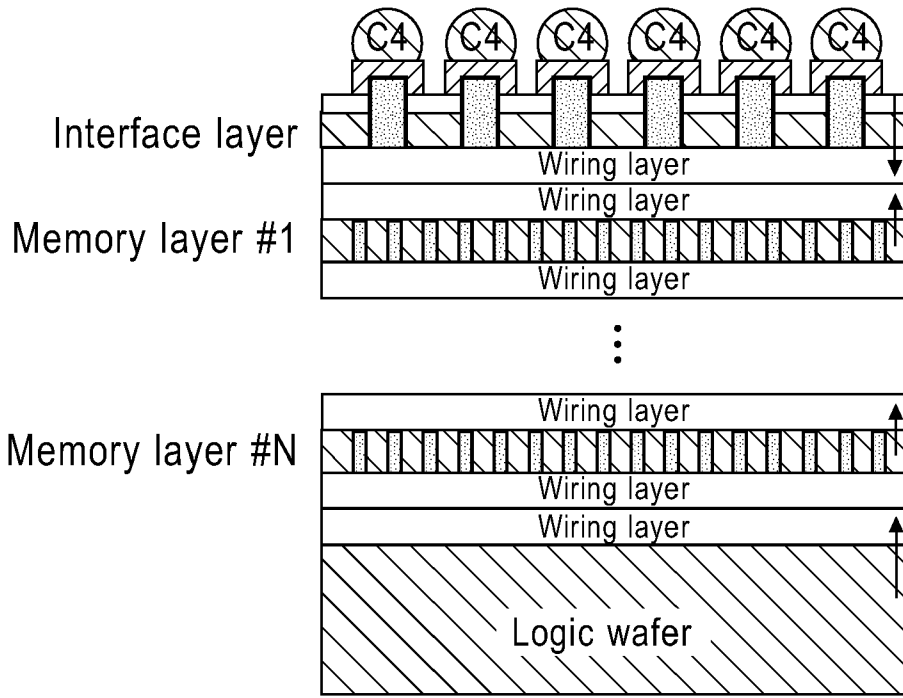 C4 C4 C4 C4 C4 C4
Interface layer
Wiring layer
Wiring layer
Memory layer #1
Wiring layer
Wiring layer
Memory layer #N
Wiring layer
Wiring layer
Logic wafer